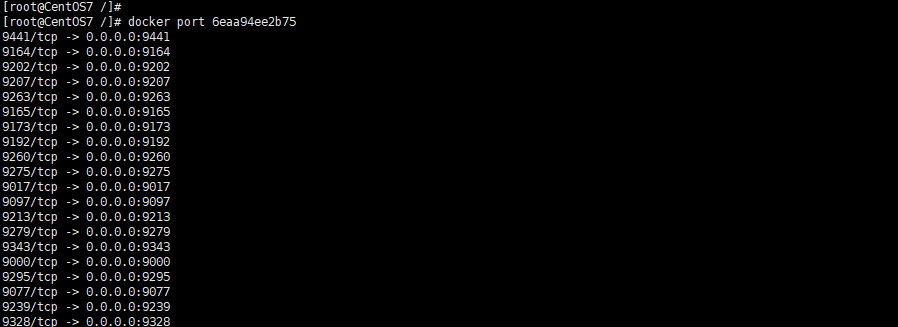 [root@CentOS7 /]#
[root@CentOS7 /]# docker port 6eaa94ee2b75
9441/tcp -> 0.0.0.0:9441
9164/tcp -> 0.0.0.0:9164
9202/tcp -> 0.0.0.0:9202
9207/tcp -> 0.0.0.0:9207
9263/tcp -> 0.0.0.0:9263
9165/tcp -> 0.0.0.0:9165
9173/tcp -> 0.0.0.0:9173
9192/tcp -> 0.0.0.0:9192
9260/tcp -> 0.0.0.0:9260
9275/tcp -> 0.0.0.0:9275
9017/tcp -> 0.0.0.0:9017
9097/tcp -> 0.0.0.0:9097
9213/tcp -> 0.0.0.0:9213
9279/tcp -> 0.0.0.0:9279
9343/tcp -> 0.0.0.0:9343
9000/tcp -> 0.0.0.0:9000
9295/tcp -> 0.0.0.0:9295
9077/tcp -> 0.0.0.0:9077
9239/tcp -> 0.0.0.0:9239
9328/tcp -> 0.0.0.0:9328